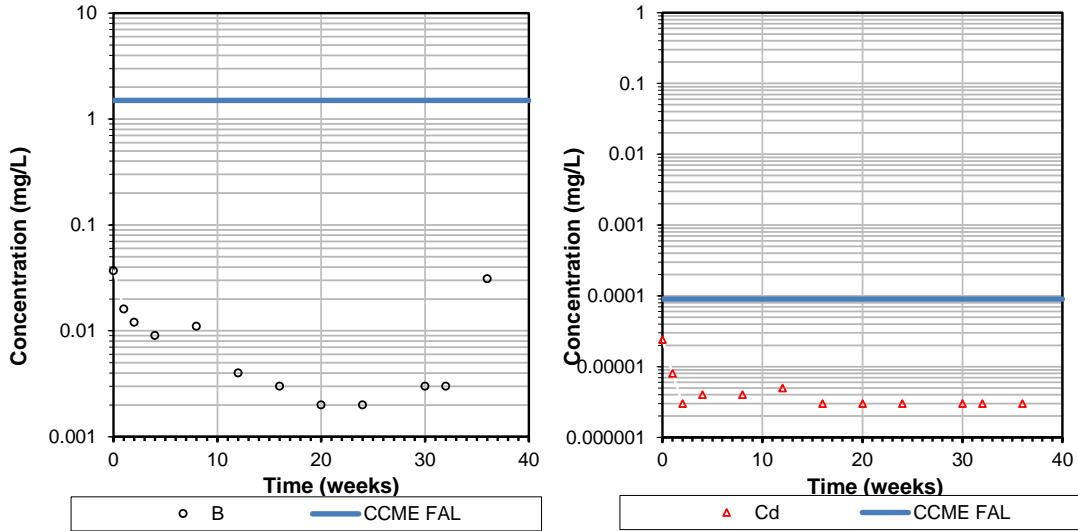 Concentration (mg/L)
10
1
0.1
0.01
0.001
0
10
20
30
40
Time (weeks)
B
CCME FAL
Concentration (mg/L)
1
0.1
0.01
0.001
0.0001
0.00001
0.000001
0
10
20
30
40
Time (weeks)
Cd
CCME FAL